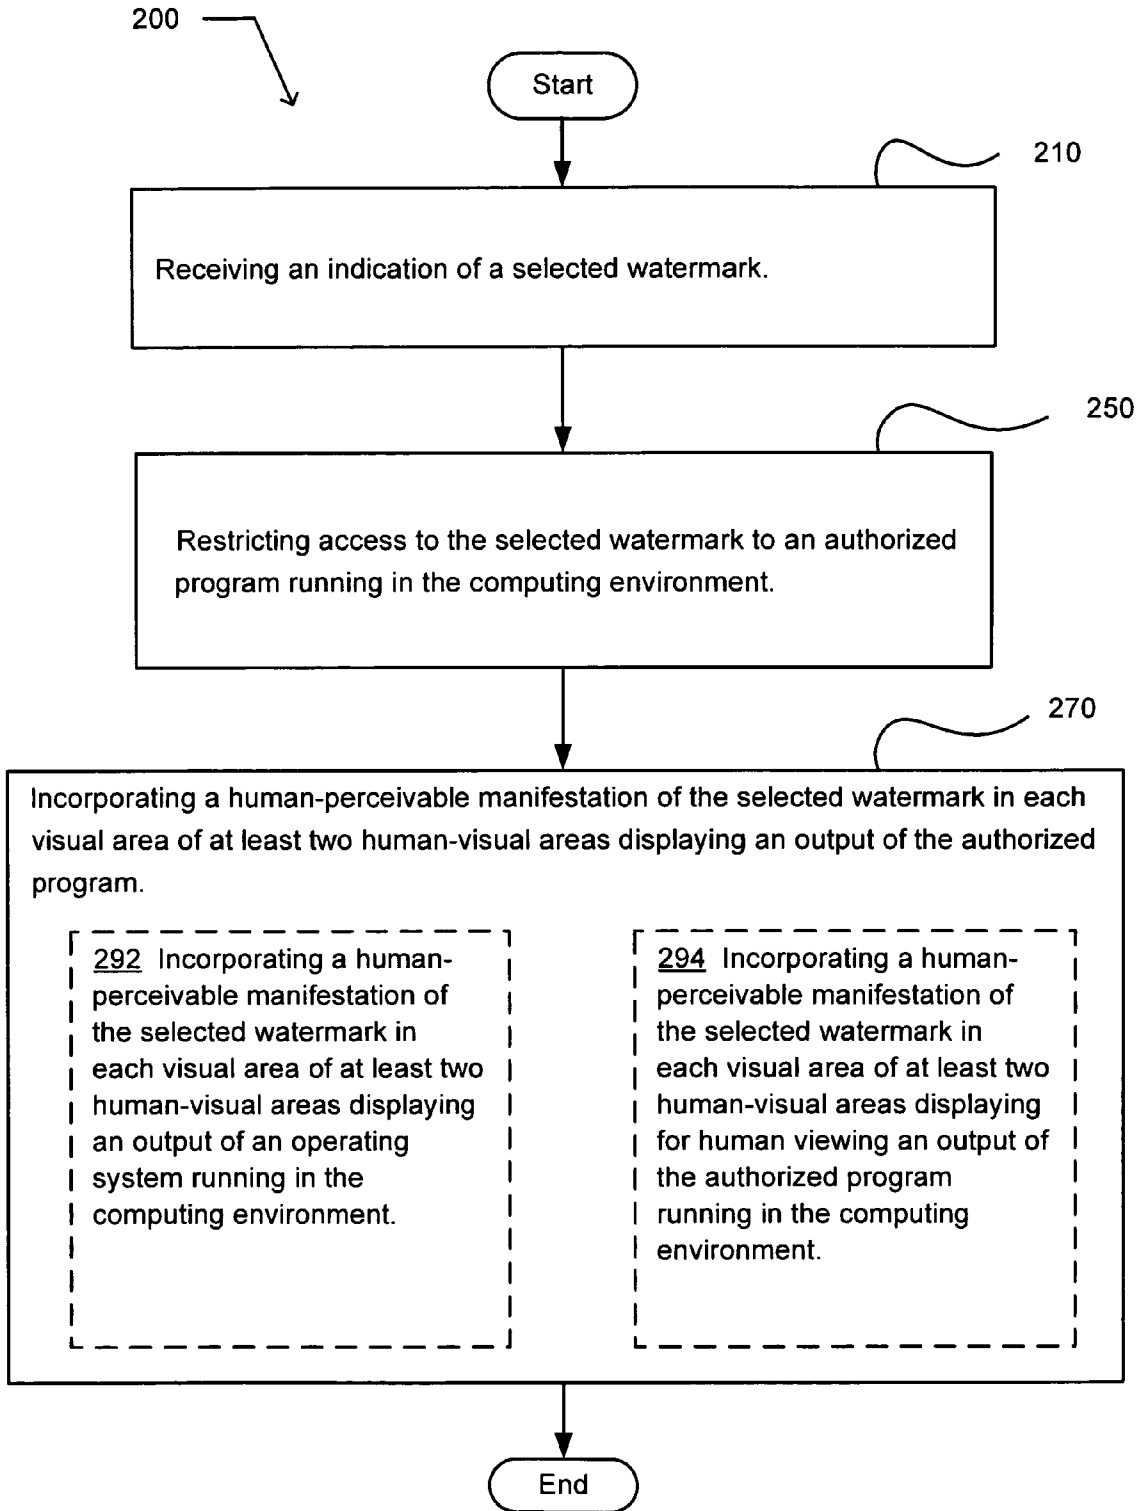 200
Start
210
Receiving an indication of a selected watermark.
250
Restricting access to the selected watermark to an authorized
program running in the computing environment.
270
Incorporating a human-perceivable manifestation of the selected watermark in each
visual area of at least two human-visual areas displaying an output of the authorized
program.
292 Incorporating a human-
perceivable manifestation of
the selected watermark in
each visual area of at least two
human-visual areas displaying
an output of an operating
system running in the
computing environment.
294 Incorporating a human-
perceivable manifestation of
the selected watermark in
each visual area of at least two
human-visual areas displaying
for human viewing an output of
the authorized program
running in the computing
environment.
End